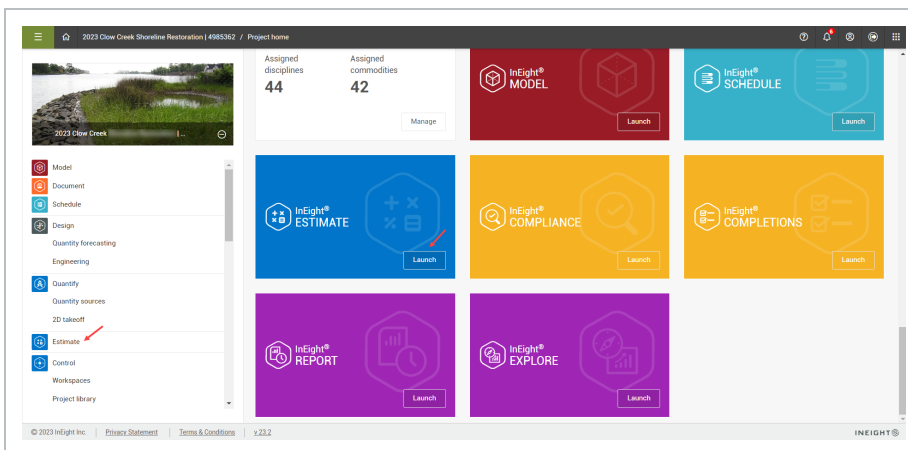 2023 Clow Creek Shoreline Restoration | 4985362 / Project home
6
2023 Clow Creek | ...
Model
Document
Schedule
Design
Quantity forecasting
Engineering
Quantify
Quantity sources
2D takeoff
Estimate
Control
Workspaces
Project library
Assigned disciplines
44
Assigned commodities
42
Manage
InEight®
MODEL
Launch
InEight®
SCHEDULE
Launch
InEight®
ESTIMATE
Launch
InEight®
COMPLIANCE
Launch
InEight®
COMPLETIONS
Launch
InEight®
REPORT
Launch
InEight®
EXPLORE
Launch
© 2023 InEight Inc. | Privacy Statement | Terms & Conditions | v 23.2
INEIGHT